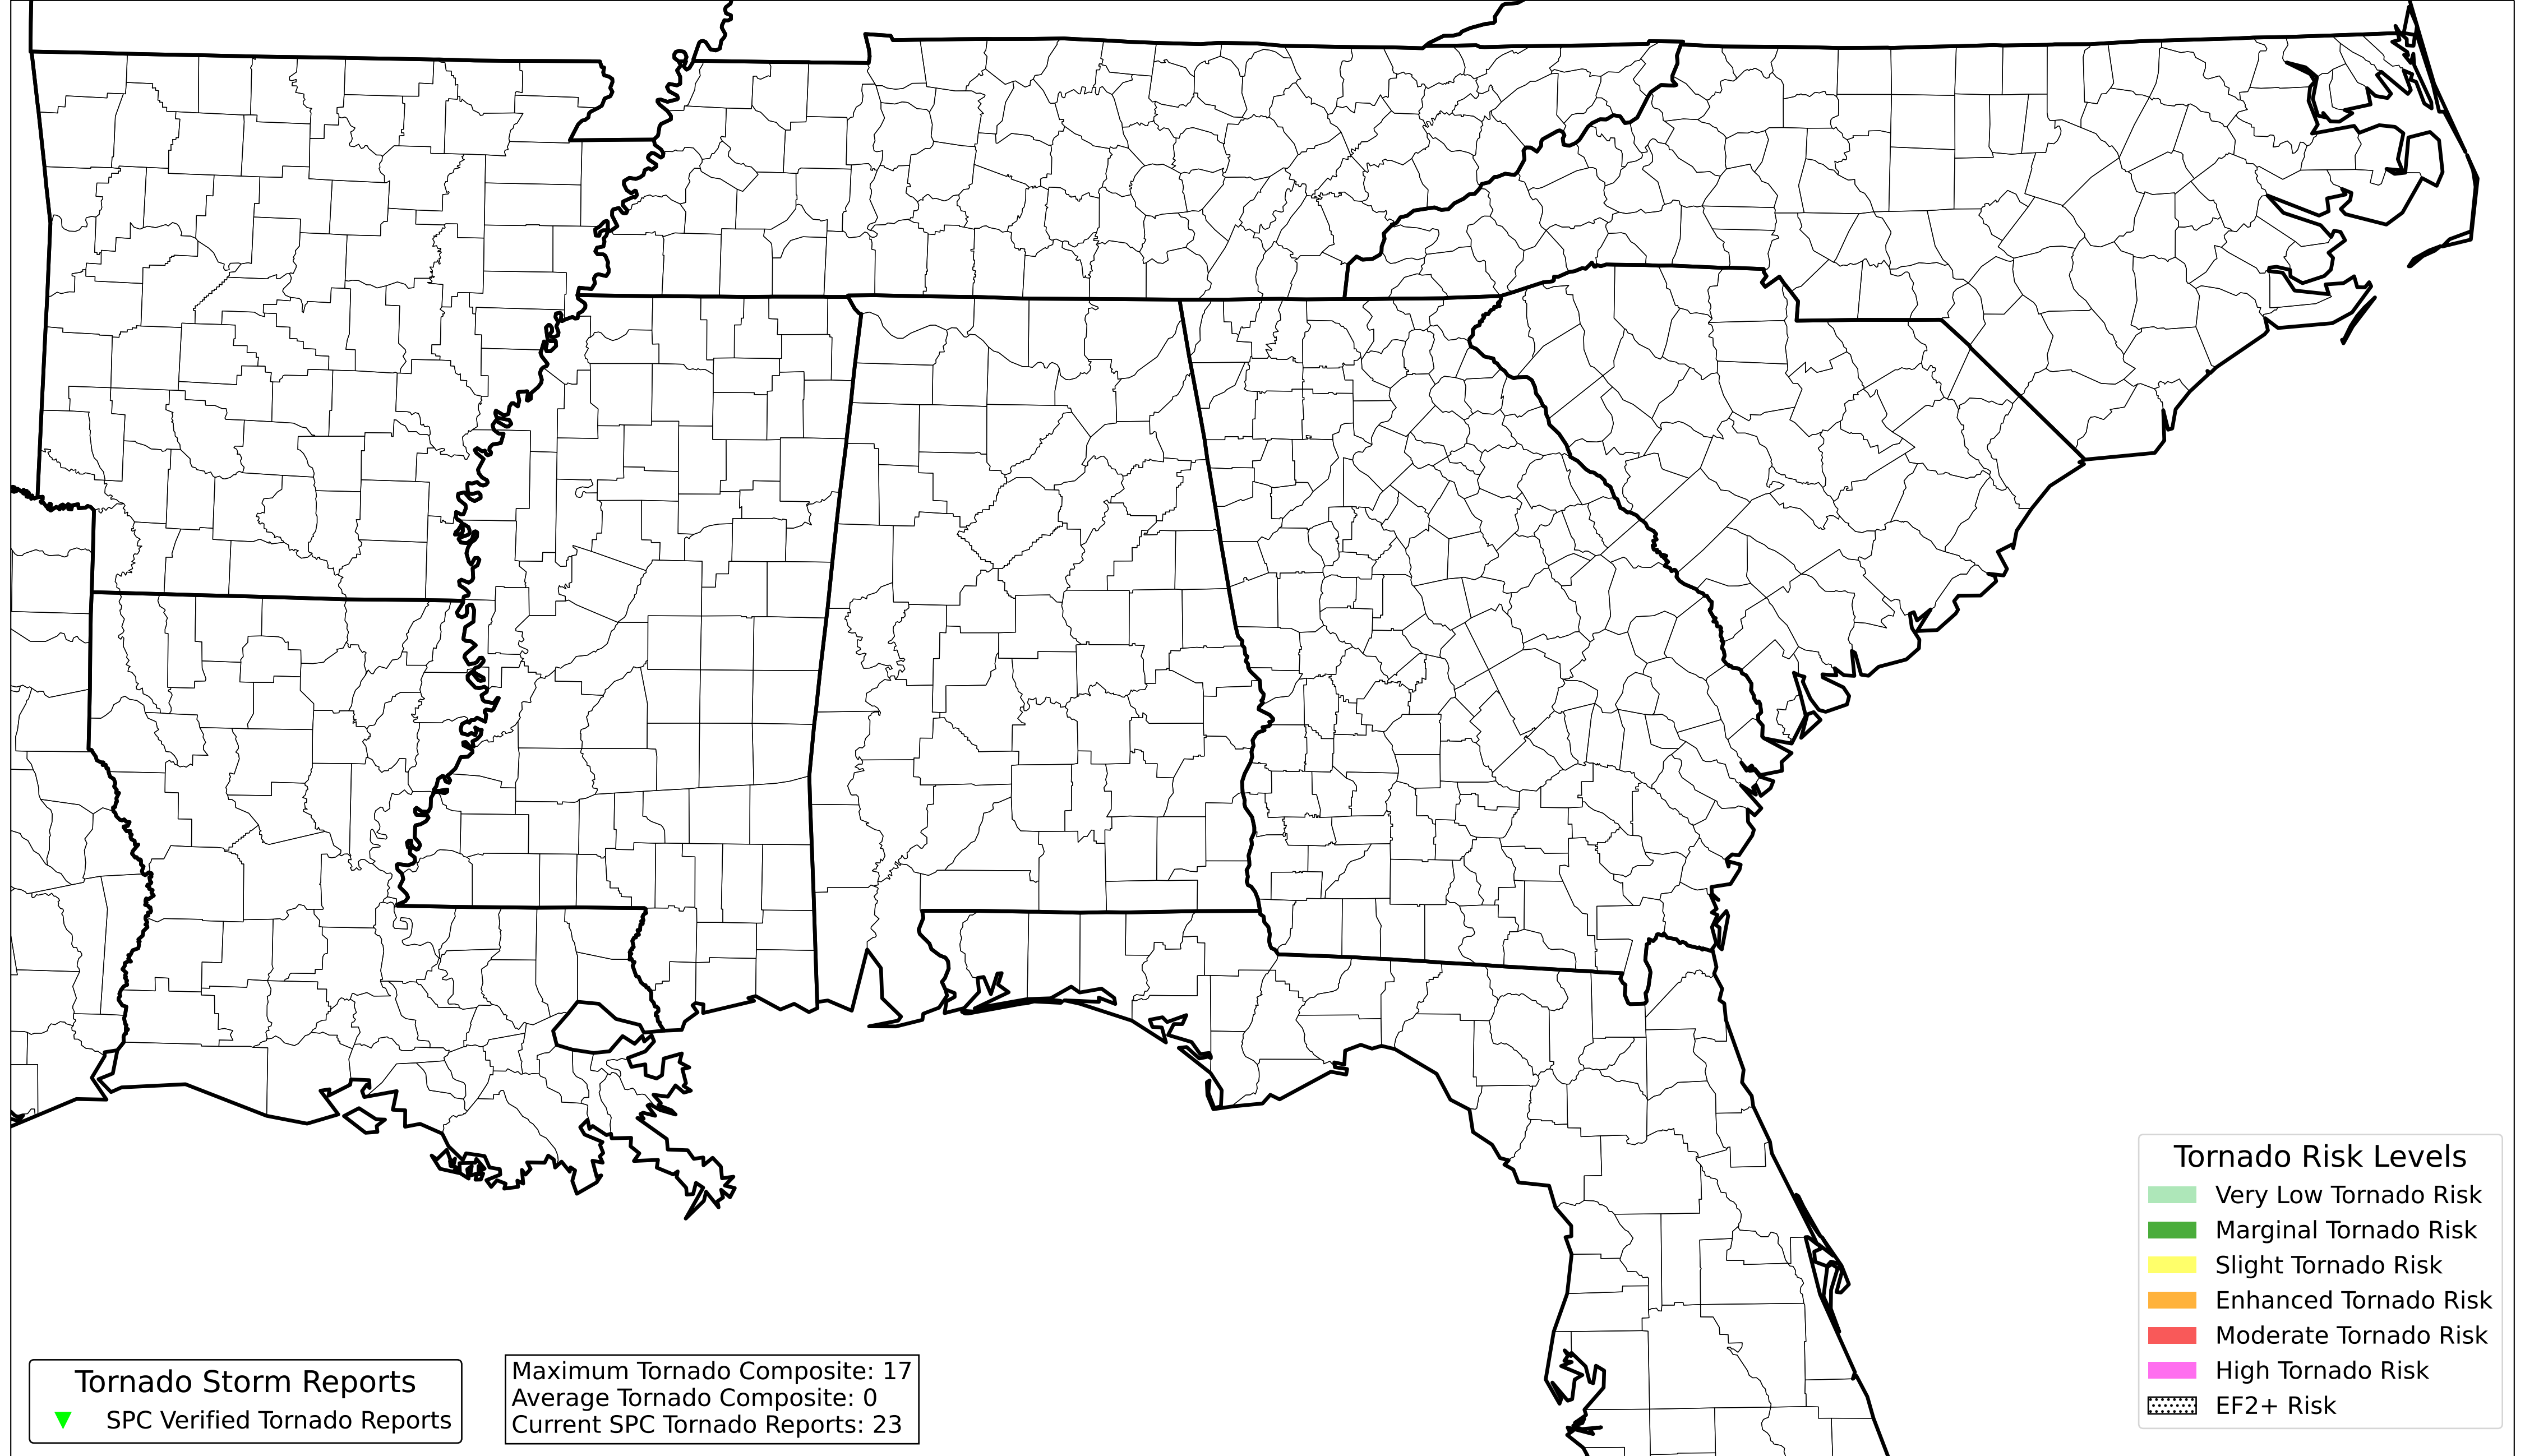 Tornado Risk Levels
Very Low Tornado Risk
Marginal Tornado Risk
Slight Tornado Risk
Enhanced Tornado Risk
Moderate Tornado Risk
High Tornado Risk
EF2+ Risk
Tornado Storm Reports
SPC Verified Tornado Reports
Maximum Tornado Composite: 17
Average Tornado Composite: 0
Current SPC Tornado Reports: 23